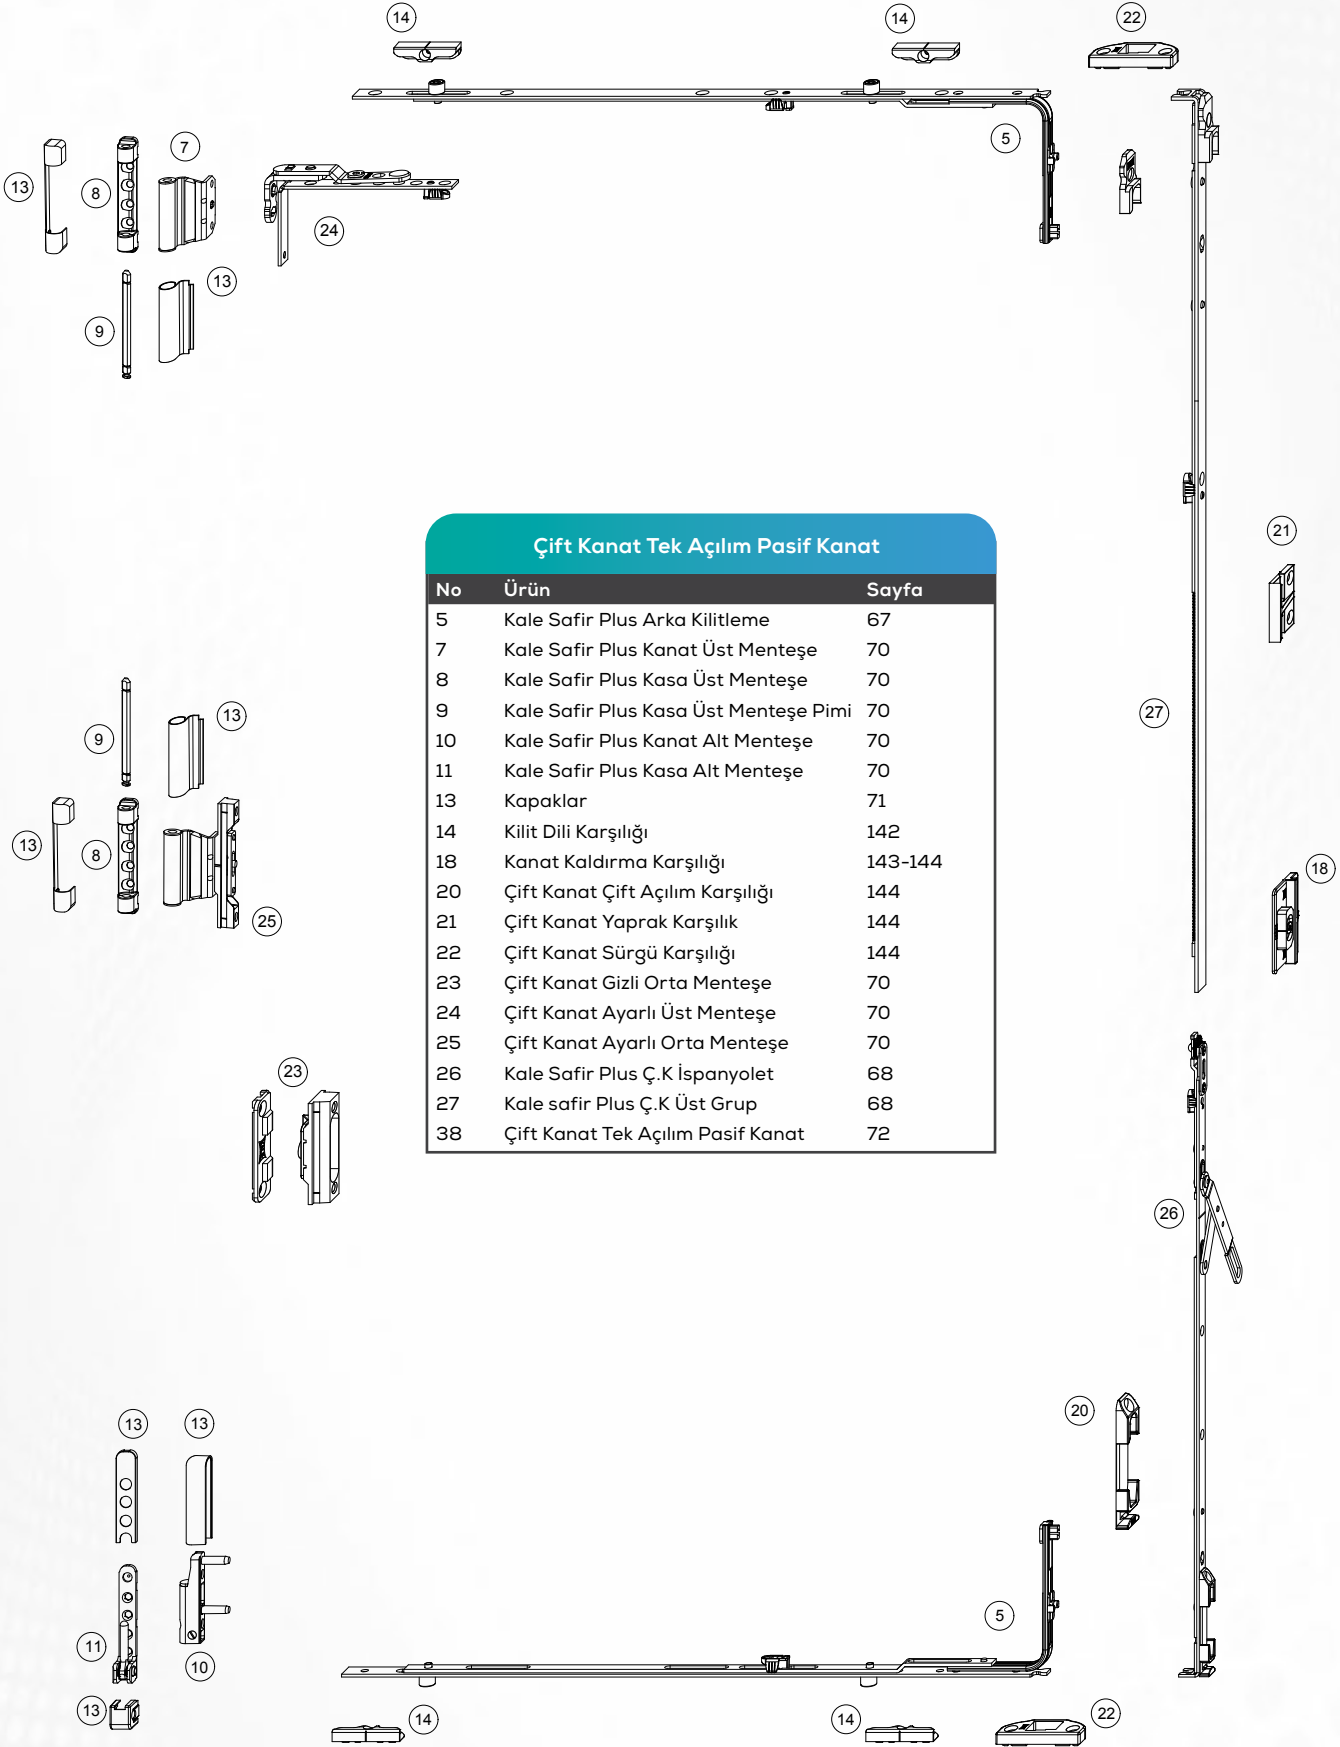 14
14
22
5
7
13
8
24
13
9
Çift Kanat Tek Açılım Pasif Kanat
No Ürün Sayfa
5 Kale Safir Plus Arka Kilitleme 67
7 Kale Safir Plus Kanat Üst Menteşe 70
8 Kale Safir Plus Kasa Üst Menteşe 70
9 Kale Safir Plus Kasa Üst Menteşe Pimi 70
10 Kale Safir Plus Kanat Alt Menteşe 70
11 Kale Safir Plus Kasa Alt Menteşe 70
13 Kapaklar 71
14 Kilit Dili Karşılığı 142
18 Kanat Kaldırma Karşılığı 143-144
20 Çift Kanat Çift Açılım Karşılığı 144
21 Çift Kanat Yaprak Karşılık 144
22 Çift Kanat Sürgü Karşılığı 144
23 Çift Kanat Gizli Orta Menteşe 70
24 Çift Kanat Ayarlı Üst Menteşe 70
25 Çift Kanat Ayarlı Orta Menteşe 70
26 Kale Safir Plus Ç.K İspanyolet 68
27 Kale safir Plus Ç.K Üst Grup 68
38 Çift Kanat Tek Açılım Pasif Kanat 72
21
27
13
9
13
8
25
18
23
26
20
13
13
5
11
10
13
14
14
22